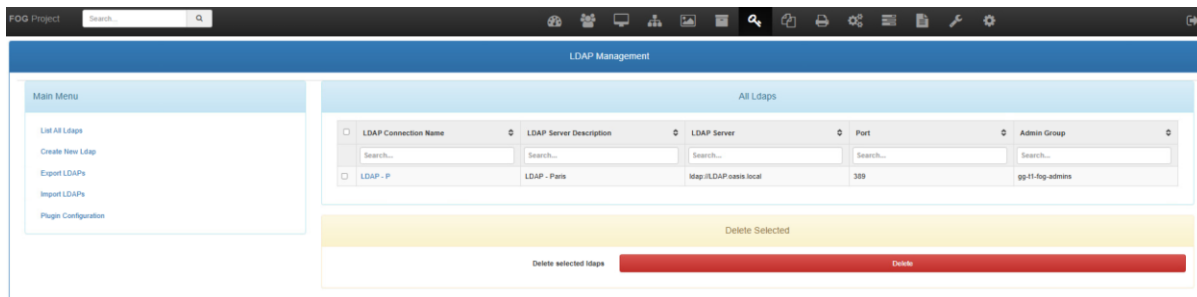 FOG Project Search...
LDAP Management
Main Menu
List All Ldaps
Create New Ldap
Export LDAPs
Import LDAPs
Plugin Configuration
All Ldaps
LDAP Connection Name LDAP Server Description LDAP Server Port Admin Group
Search... Search... Search... Search... Search...
LDAP - P LDAP - Paris ldap://LDAP.oasis.local 389 gg-t1-fog-admins
Delete Selected
Delete selected ldaps Delete